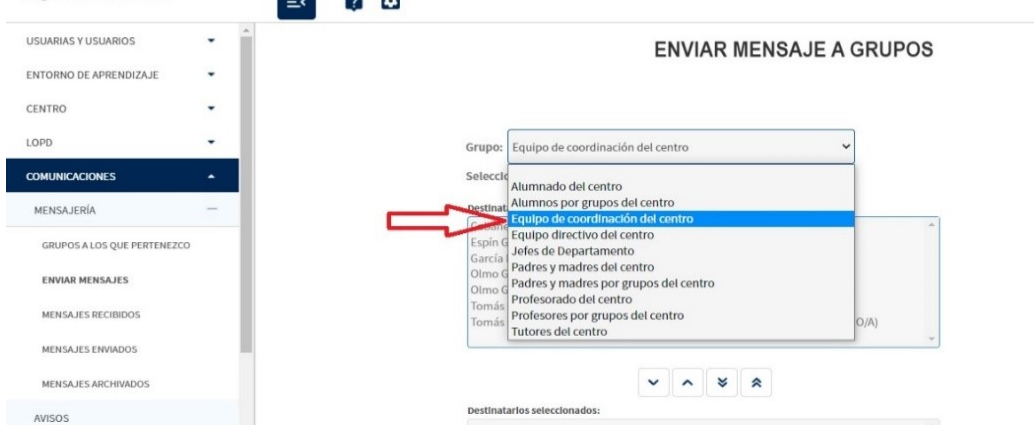 USUARIAS Y USUARIOS
ENTORNO DE APRENDIZAJE
CENTRO
LOPD
COMUNICACIONES
MENSAJERÍA
GRUPOS A LOS QUE PERTENEZCO
ENVIAR MENSAJES
MENSAJES RECIBIDOS
MENSAJES ENVIADOS
MENSAJES ARCHIVADOS
AVISOS
ENVIAR MENSAJE A GRUPOS
Grupo: Equipo de coordinación del centro
Alumnado del centro
Alumnos por grupos del centro
Equipo de coordinación del centro
Equipo directivo del centro
Jefes de Departamento
Padres y madres del centro
Padres y madres por grupos del centro
Profesorado del centro
Profesores por grupos del centro
Tutores del centro
Espín G
García
Olmo G
Olmo G
Tomás
Tomás O/A)
Destinatarios seleccionados: